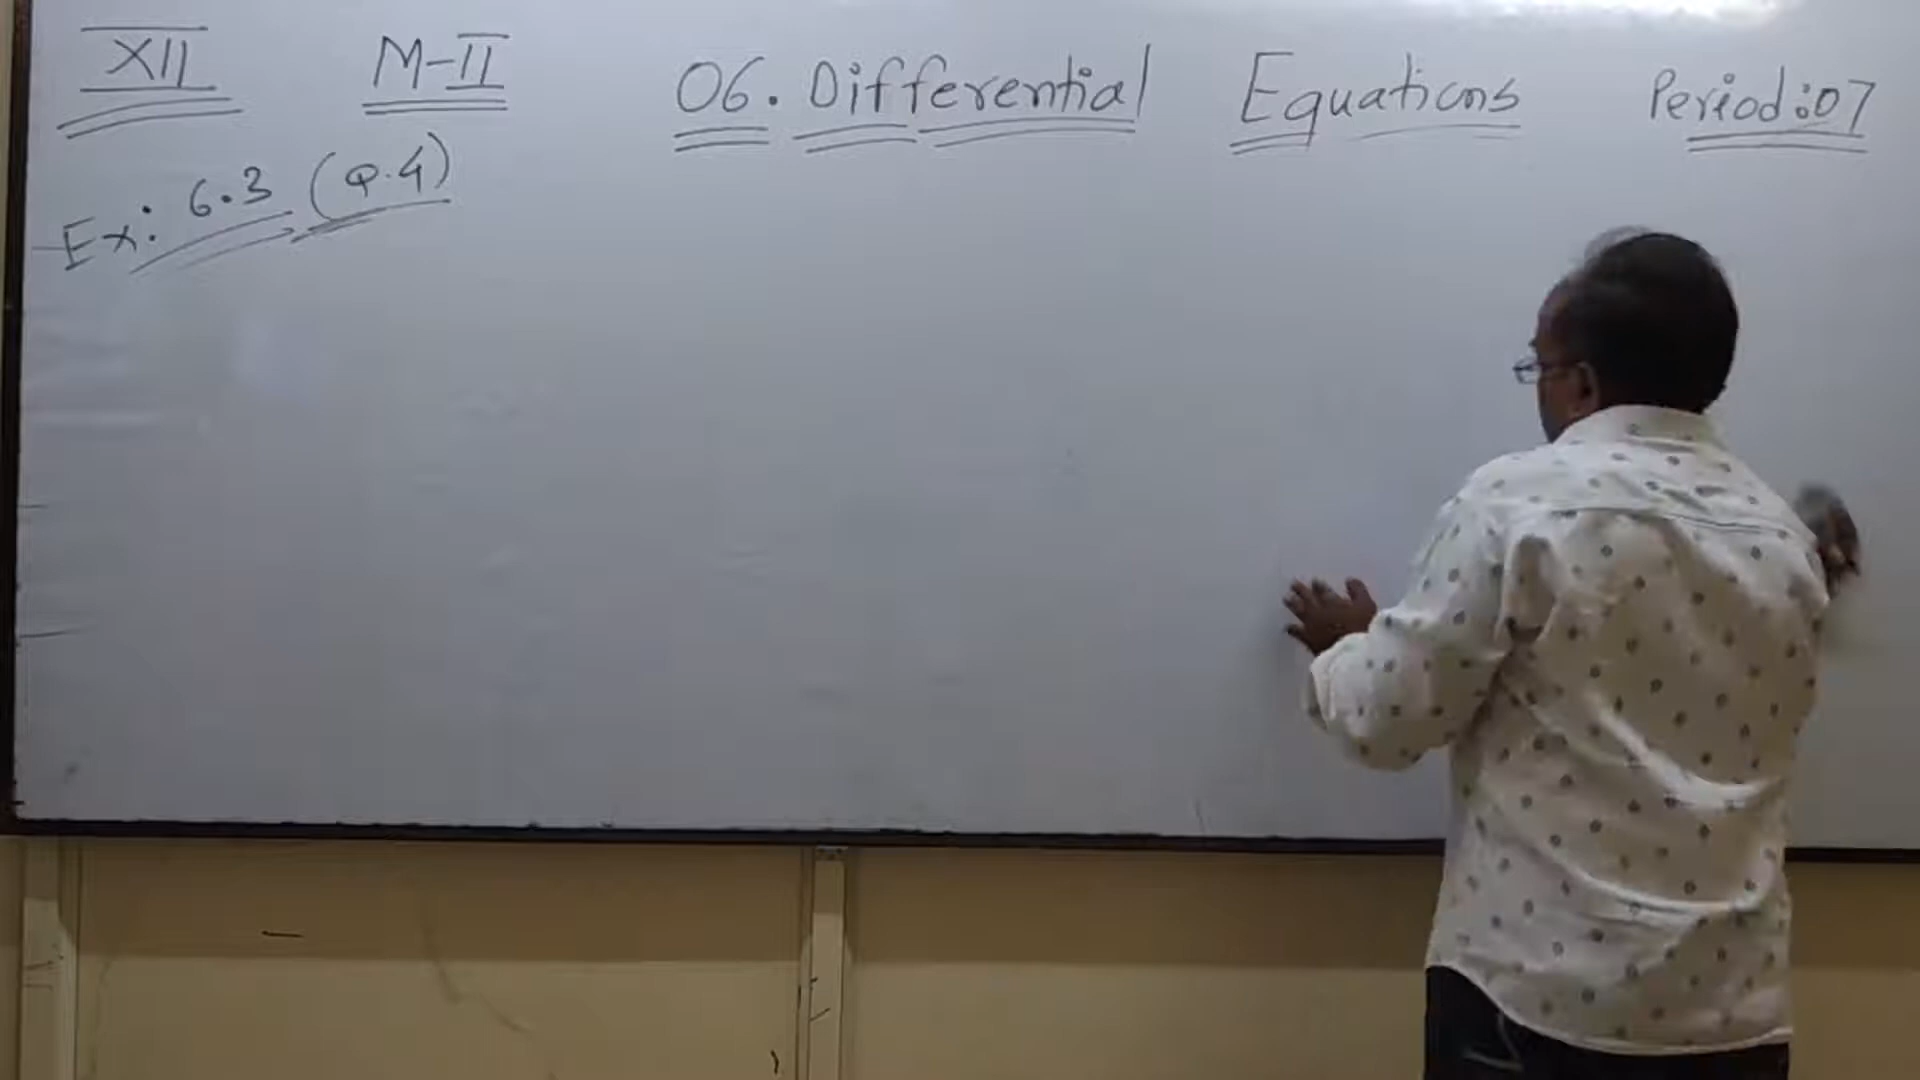 XII M-II 06. Differential Equations Period:07
Ex: 6.3 (Q.4)